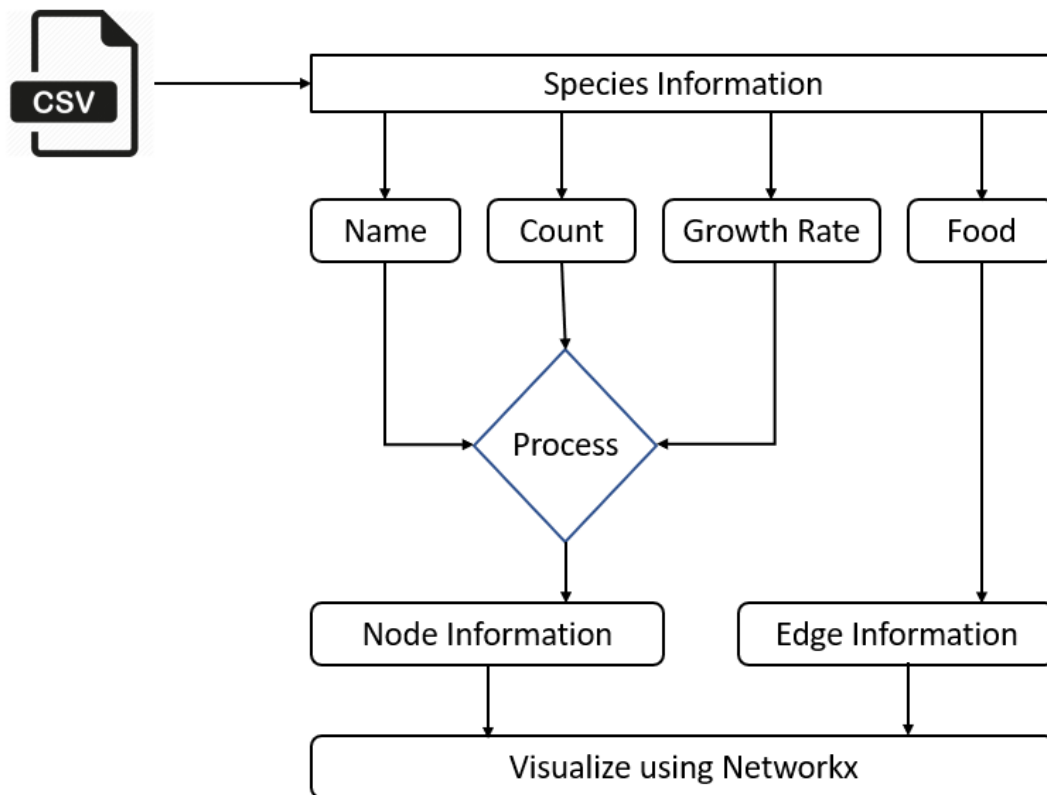 CSV
Species Information
Name
Count
Growth Rate
Food
Process
Node Information
Edge Information
Visualize using Networkx